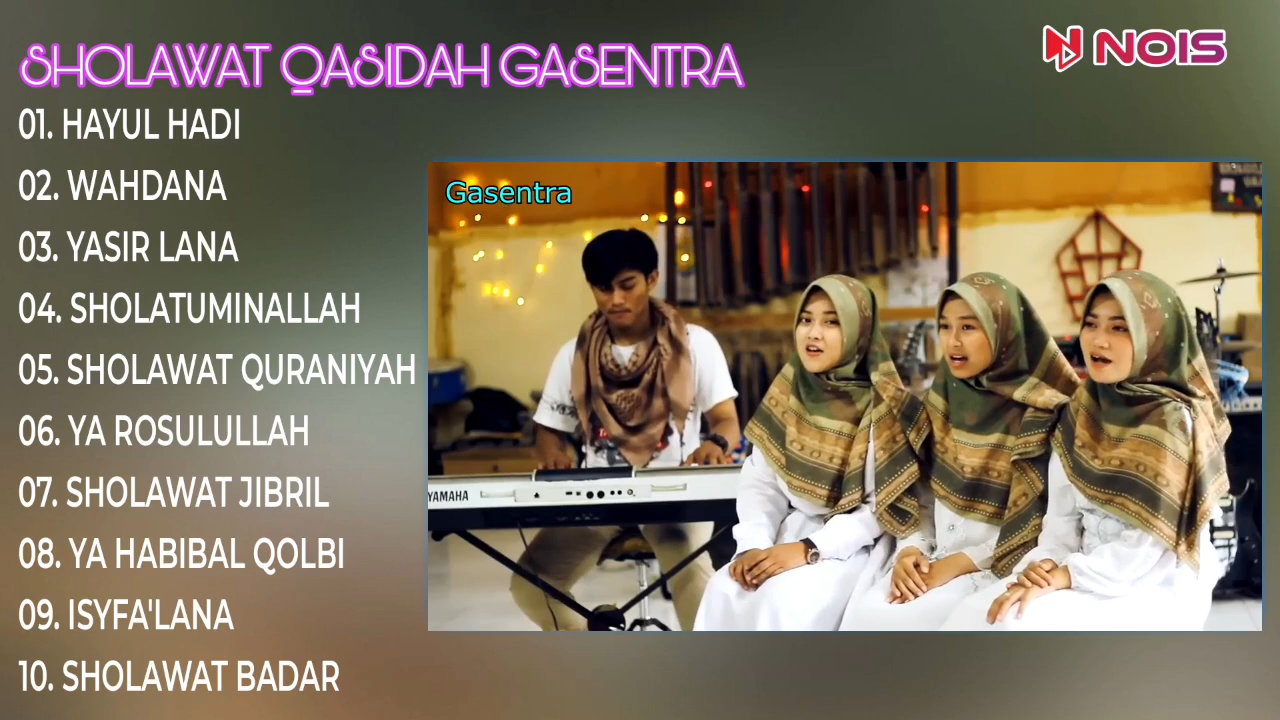 SHOLAWAT QASIDAH GASENTRA
NOIS
01. HAYUL HADI
02. WAHDANA
03. YASIR LANA
04. SHOLATUMINALLAH
05. SHOLAWAT QURANIYAH
06. YA ROSULULLAH
07. SHOLAWAT JIBRIL
08. YA HABIBAL QOLBI
09. ISYFA'LANA
10. SHOLAWAT BADAR
Gasentra
YAMAHA